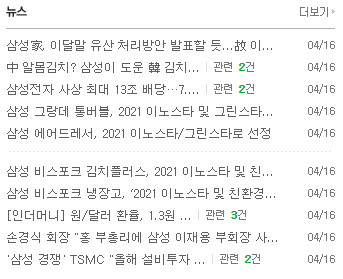 뉴스 더보기>
삼성家, 이달말 유산 처리방안 발표할 듯...故 이... 04/16
中 알몸김치? 삼성이 도운 韓 김치... | 관련 2건 04/16
삼성전자 사상 최대 13조 배당…7.... | 관련 2건 04/16
삼성 그랑데 통버블, 2021 이노스타 및 그린스타... 04/16
삼성 에어드레서, 2021 이노스타/그린스타로 선정 04/16
삼성 비스포크 김치플러스, 2021 이노스타 및 친... 04/16
삼성 비스포크 냉장고, ‘2021 이노스타 및 친환경... 04/16
[인더머니] 원/달러 환율, 1.3원 ... | 관련 3건 04/16
손경식 회장 "홍 부총리에 삼성 이재용 부회장 사... 04/16
'삼성 경쟁' TSMC "올해 설비투자 ... | 관련 2건 04/16